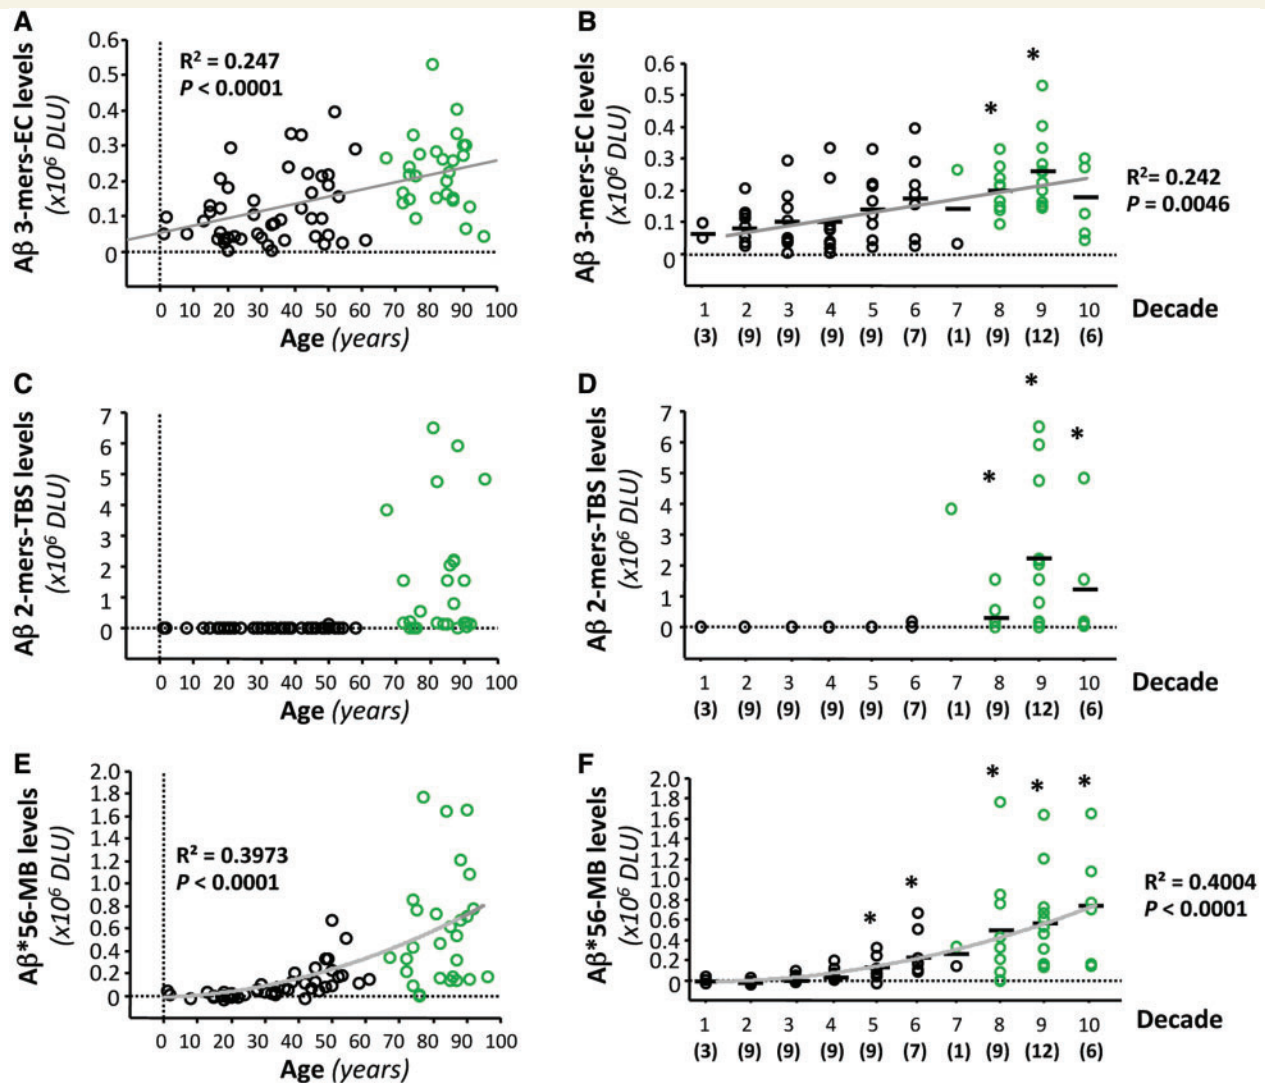 A
Aβ 3-mers-EC levels
(x10⁶ DLU)
0.6
0.5
0.4
0.3
0.2
0.1
0
R² = 0.247
P < 0.0001
0 10 20 30 40 50 60 70 80 90 100
Age (years)
B
Aβ 3-mers-EC levels
(x10⁶ DLU)
0.6
0.5
0.4
0.3
0.2
0.1
0
* *
R²= 0.242
P = 0.0046
1 2 3 4 5 6 7 8 9 10 Decade
(3) (9) (9) (9) (9) (7) (1) (9) (12) (6)
C
Aβ 2-mers-TBS levels
(x10⁶ DLU)
7
6
5
4
3
2
1
0
0 10 20 30 40 50 60 70 80 90 100
Age (years)
D
Aβ 2-mers-TBS levels
(x10⁶ DLU)
7
6
5
4
3
2
1
0
* * *
1 2 3 4 5 6 7 8 9 10 Decade
(3) (9) (9) (9) (9) (7) (1) (9) (12) (6)
E
Aβ*56-MB levels
(x10⁶ DLU)
2.0
1.8
1.6
1.4
1.2
1.0
0.8
0.6
0.4
0.2
0
R² = 0.3973
P < 0.0001
0 10 20 30 40 50 60 70 80 90 100
Age (years)
F
Aβ*56-MB levels
(x10⁶ DLU)
2.0
1.8
1.6
1.4
1.2
1.0
0.8
0.6
0.4
0.2
0
* * * * *
R² = 0.4004
P < 0.0001
1 2 3 4 5 6 7 8 9 10 Decade
(3) (9) (9) (9) (9) (7) (1) (9) (12) (6)